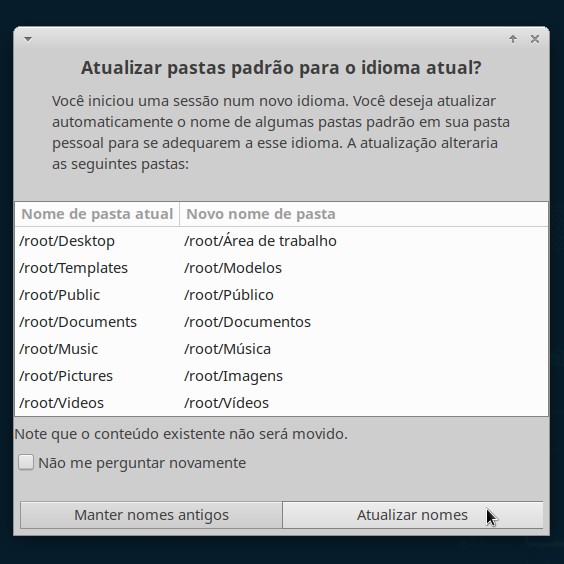 Atualizar pastas padrão para o idioma atual?
Você iniciou uma sessão num novo idioma. Você deseja atualizar
automaticamente o nome de algumas pastas padrão em sua pasta
pessoal para se adequarem a esse idioma. A atualização alteraria
as seguintes pastas:
Nome de pasta atual Novo nome de pasta
/root/Desktop /root/Área de trabalho
/root/Templates /root/Modelos
/root/Public /root/Público
/root/Documents /root/Documentos
/root/Music /root/Música
/root/Pictures /root/Imagens
/root/Videos /root/Vídeos
Note que o conteúdo existente não será movido.
Não me perguntar novamente
Manter nomes antigos Atualizar nomes